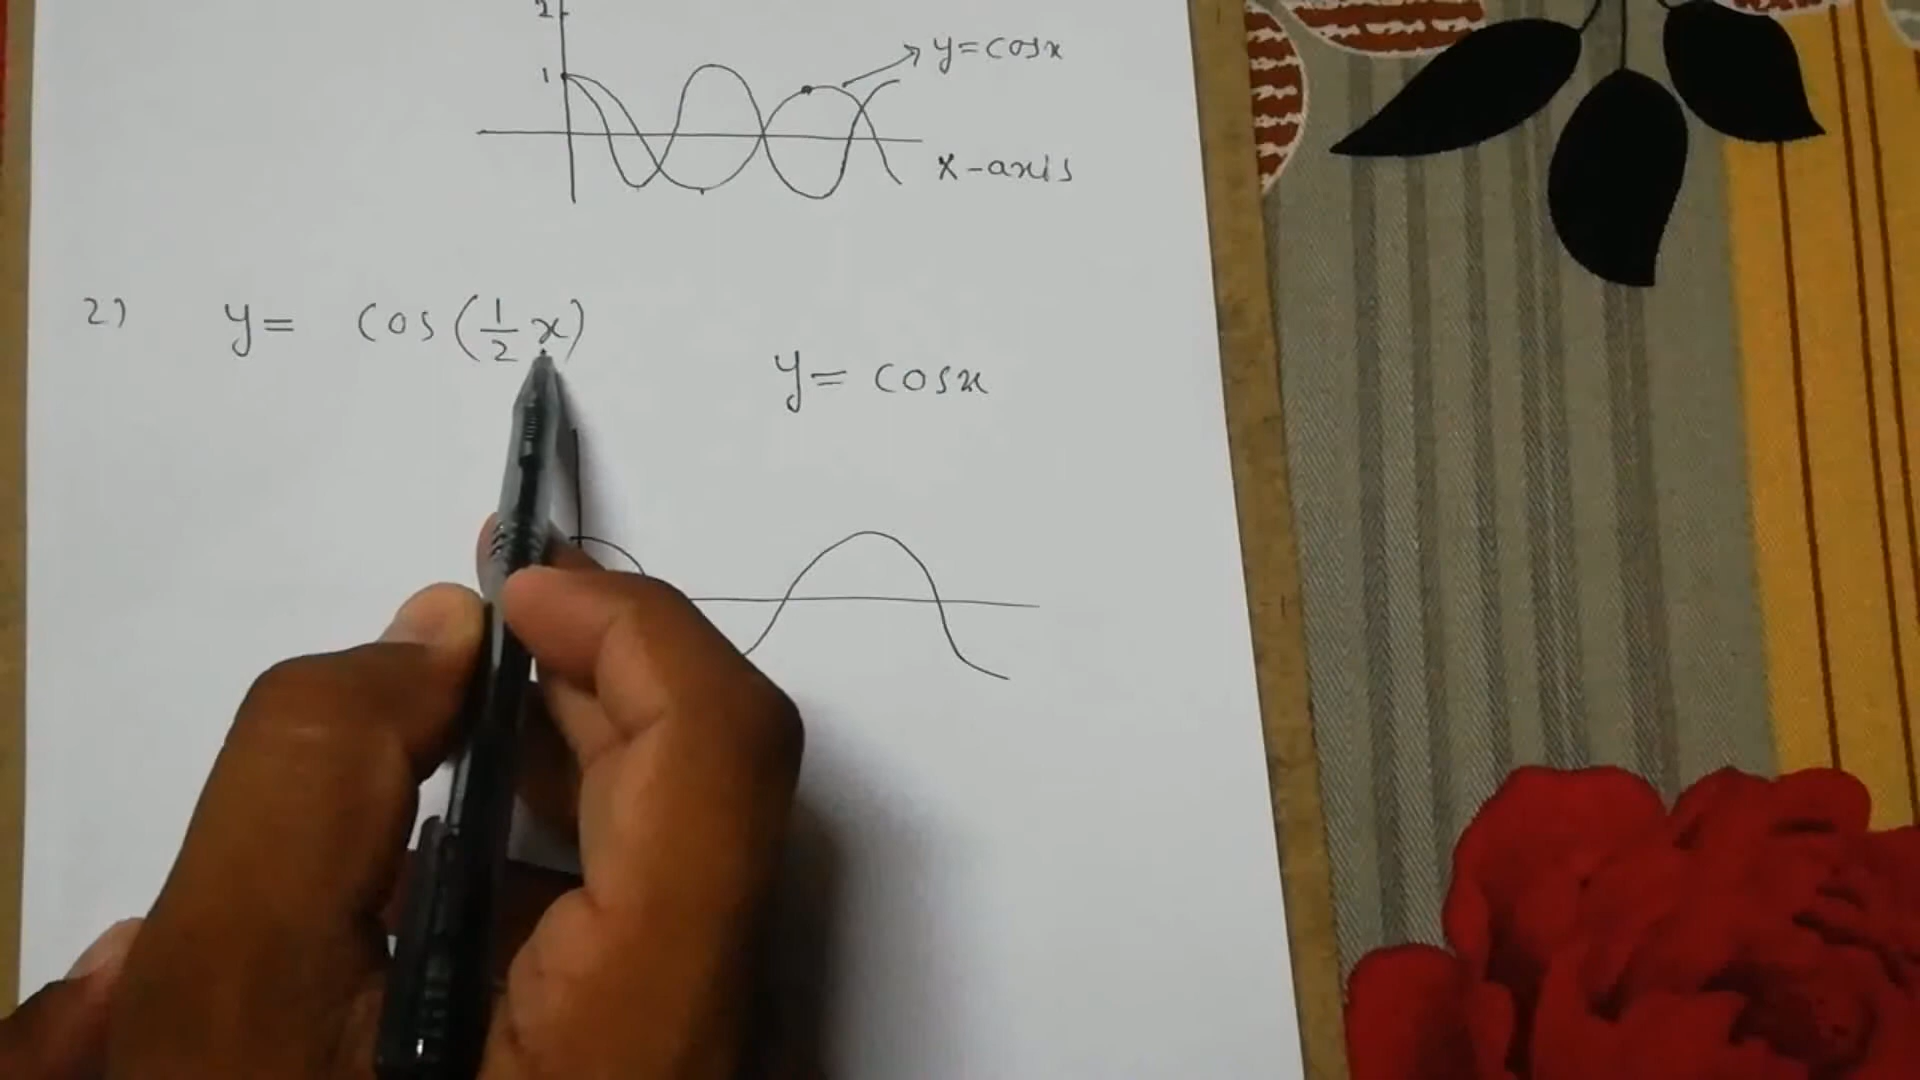 2
1
y=cosx
x-axis
2) y= cos(1/2 x)
y= cosx